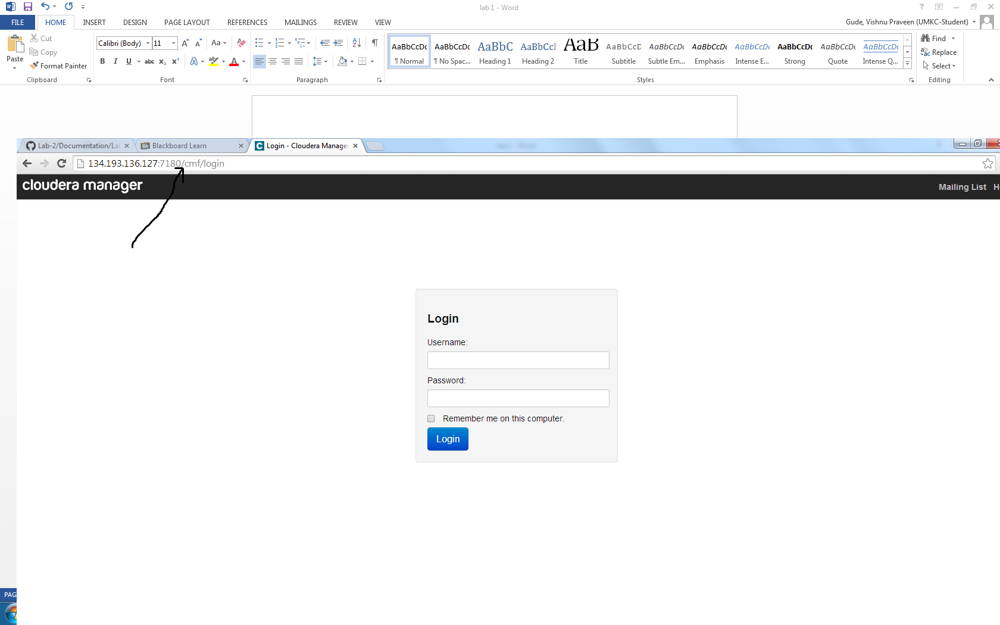 lab 1 - Word
FILE HOME INSERT DESIGN PAGE LAYOUT REFERENCES MAILINGS REVIEW VIEW
Gude, Vishnu Praveen (UMKC-Student)
Paste
Cut
Copy
Format Painter
Clipboard
Calibri (Body) 11
Font
Paragraph
AaBbCcDc AaBbCcDc AaBbC AaBbCcI AaB AaBbCcD AaBbCcDc AaBbCcDc AaBbCcDc AaBbCcDc AaBbCcDc AaBbCcDc
¶ Normal ¶ No Spac... Heading 1 Heading 2 Title Subtitle Subtle Em... Emphasis Intense E... Strong Quote Intense Q...
Styles
Find
Replace
Select
Editing
Lab-2/Documentation/La
Blackboard Learn
Login - Cloudera Manage
134.193.136.127:7180/cmf/login
cloudera manager
Mailing List H
Login
Username:
Password:
Remember me on this computer.
Login
PAG